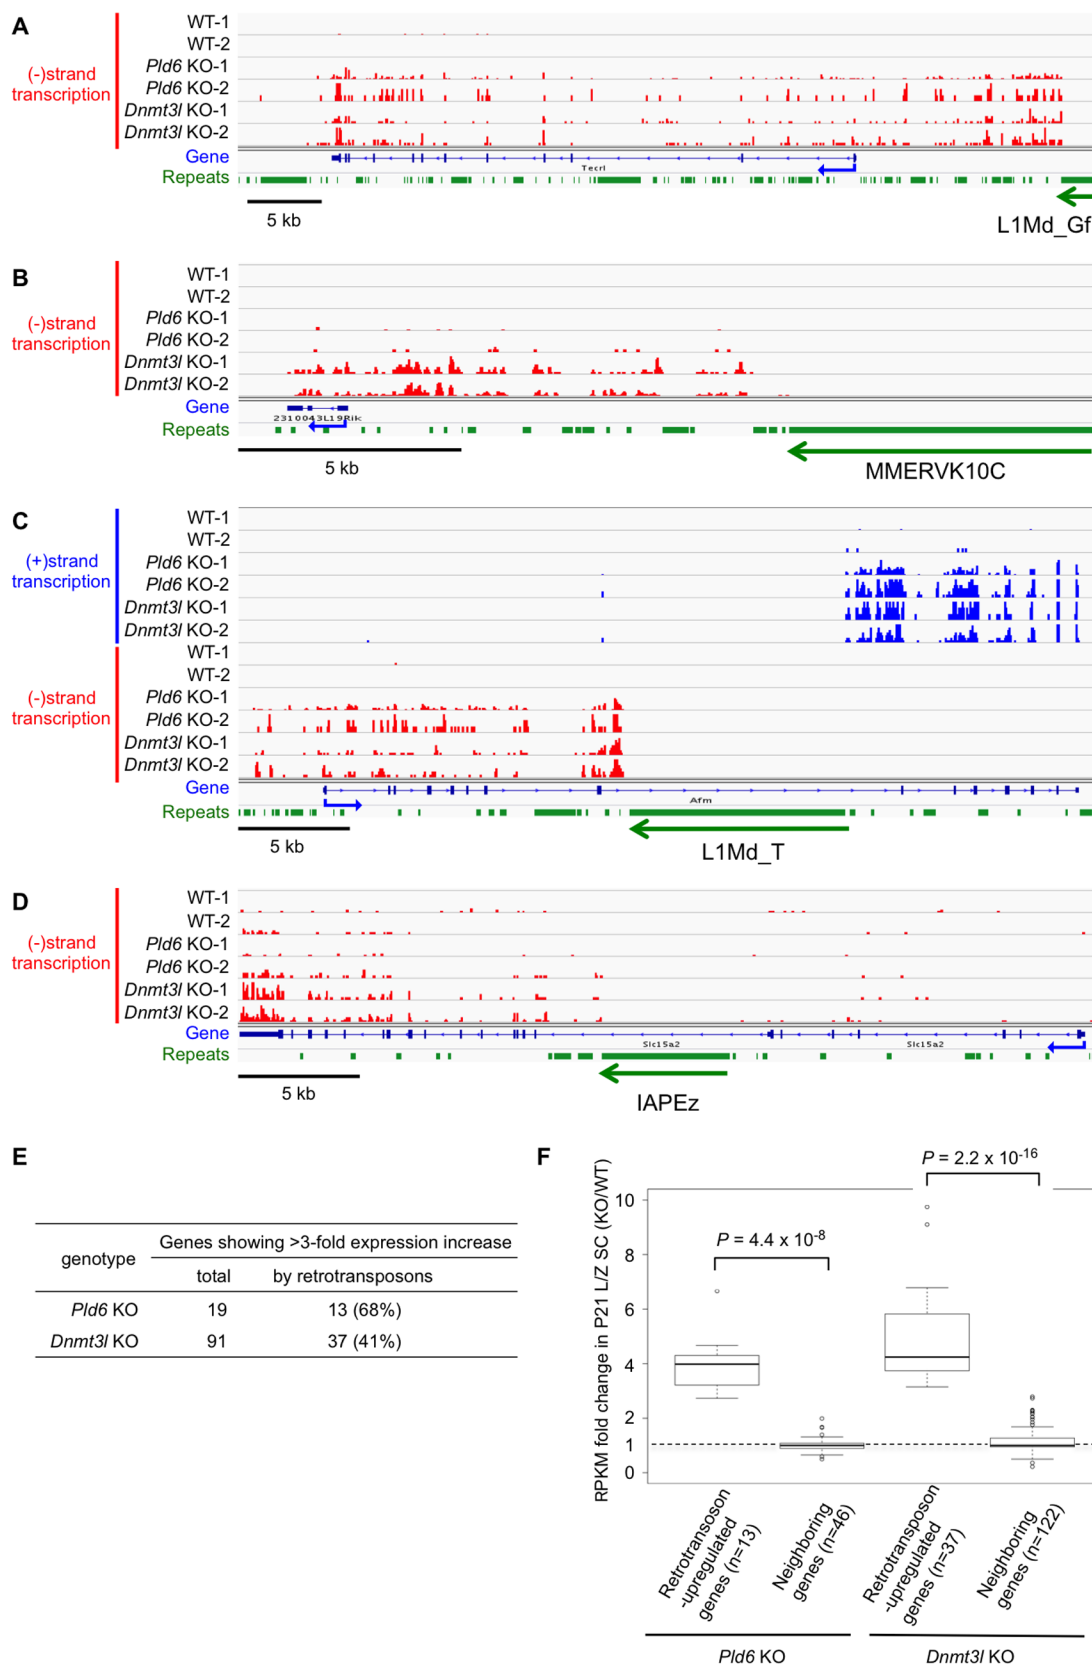 A
WT-1
WT-2
Pld6 KO-1
Pld6 KO-2
Dnmt3l KO-1
Dnmt3l KO-2
(-)strand
transcription
Gene
Tecrl
Repeats
5 kb
L1Md_Gf
B
WT-1
WT-2
Pld6 KO-1
Pld6 KO-2
Dnmt3l KO-1
Dnmt3l KO-2
(-)strand
transcription
Gene
2310043L19Rik
Repeats
5 kb
MMERVK10C
C
WT-1
WT-2
Pld6 KO-1
Pld6 KO-2
Dnmt3l KO-1
Dnmt3l KO-2
(+)strand
transcription
WT-1
WT-2
Pld6 KO-1
Pld6 KO-2
Dnmt3l KO-1
Dnmt3l KO-2
(-)strand
transcription
Gene
Afm
Repeats
5 kb
L1Md_T
D
WT-1
WT-2
Pld6 KO-1
Pld6 KO-2
Dnmt3l KO-1
Dnmt3l KO-2
(-)strand
transcription
Gene
Slc15a2 Slc15a2
Repeats
5 kb
IAPEz
E
genotype
Genes showing >3-fold expression increase
total by retrotransposons
Pld6 KO 19 13 (68%)
Dnmt3l KO 91 37 (41%)
F
RPKM fold change in P21 L/Z SC (KO/WT)
10
8
6
4
2
1
0
P = 4.4 x 10-8
P = 2.2 x 10-16
Retrotransoson
-upregulated
genes (n=13)
Neighboring
genes (n=46)
Retrotransposon
-upregulated
genes (n=37)
Neighboring
genes (n=122)
Pld6 KO
Dnmt3l KO